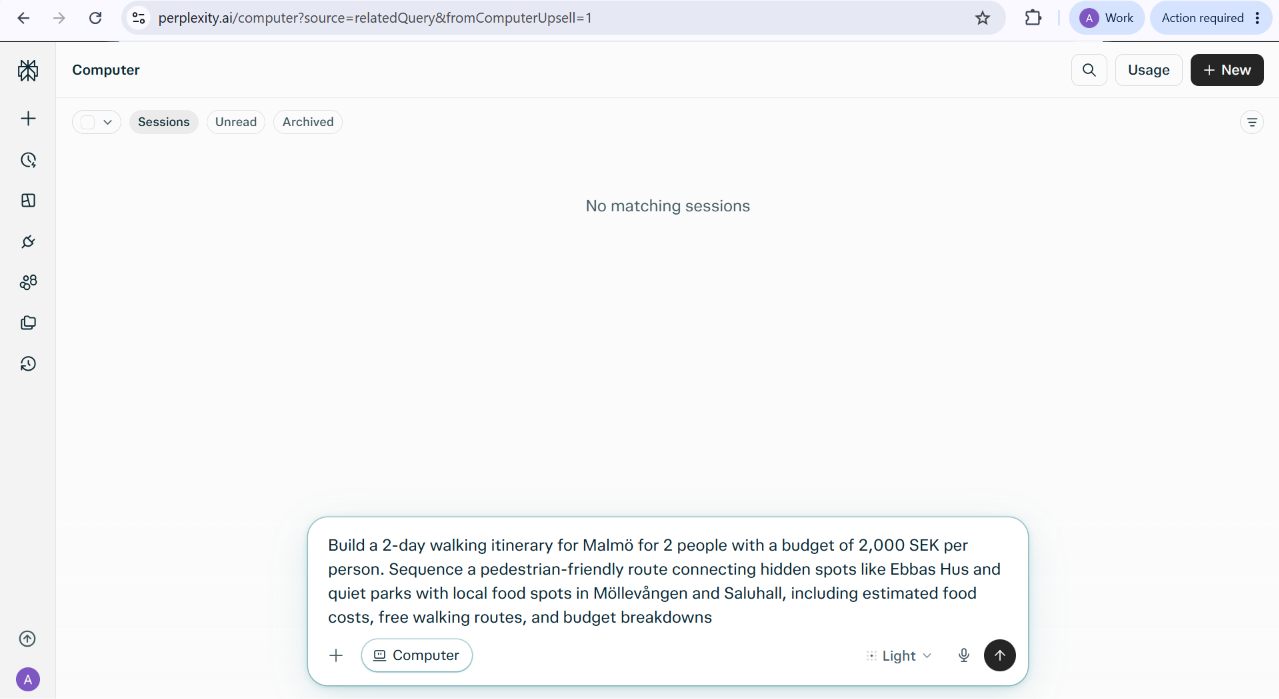 perplexity.ai/computer?source=relatedQuery&fromComputerUpsell=1
A Work
Action required
Computer
Usage
+ New
Sessions
Unread
Archived
No matching sessions
Build a 2-day walking itinerary for Malmö for 2 people with a budget of 2,000 SEK per
person. Sequence a pedestrian-friendly route connecting hidden spots like Ebbas Hus and
quiet parks with local food spots in Möllevången and Saluhall, including estimated food
costs, free walking routes, and budget breakdowns
Computer
Light
A